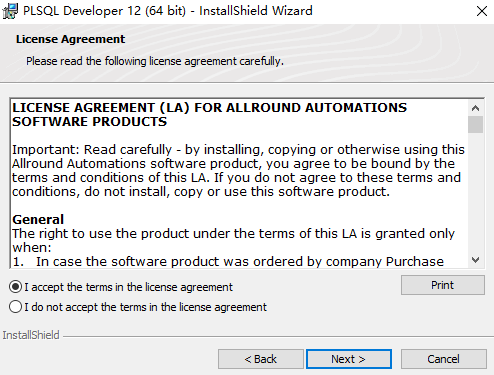 PLSQL Developer 12 (64 bit) - InstallShield Wizard
License Agreement
Please read the following license agreement carefully.
LICENSE AGREEMENT (LA) FOR ALLROUND AUTOMATIONS
SOFTWARE PRODUCTS
Important: Read carefully - by installing, copying or otherwise using this
Allround Automations software product, you agree to be bound by the
terms and conditions of this LA. If you do not agree to these terms and
conditions, do not install, copy or use this software product.
General
The right to use the product under the terms of this LA is granted only
when:
1. In case the software product was ordered by company Purchase
I accept the terms in the license agreement
Print
I do not accept the terms in the license agreement
InstallShield
< Back
Next >
Cancel